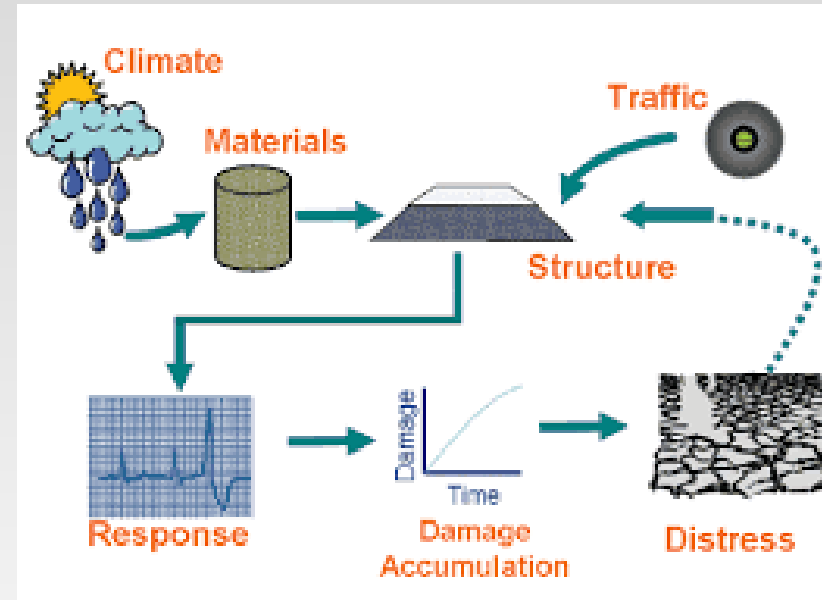 Climate
Traffic
Materials
Structure
Damage
Time
Response
Damage
Accumulation
Distress